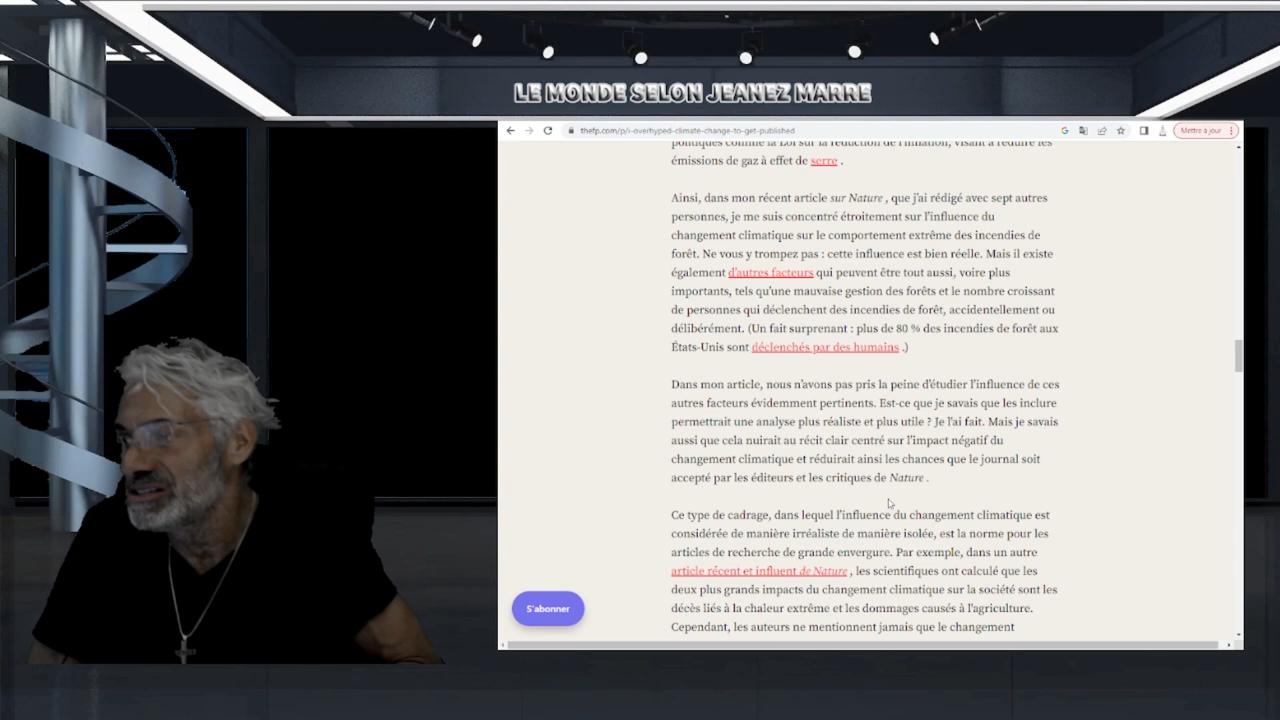 LE MONDE SELON JEANEZ MARRE
thefp.com/p/i-overhyped-climate-change-to-get-published
Mettre à jour
politiques comme la Loi sur la réduction de l'inflation, visant à réduire les
émissions de gaz à effet de serre .
Ainsi, dans mon récent article sur Nature , que j'ai rédigé avec sept autres
personnes, je me suis concentré étroitement sur l'influence du
changement climatique sur le comportement extrême des incendies de
forêt. Ne vous y trompez pas : cette influence est bien réelle. Mais il existe
également d'autres facteurs qui peuvent être tout aussi, voire plus
importants, tels qu'une mauvaise gestion des forêts et le nombre croissant
de personnes qui déclenchent des incendies de forêt, accidentellement ou
délibérément. (Un fait surprenant : plus de 80 % des incendies de forêt aux
États-Unis sont déclenchés par des humains .)
Dans mon article, nous n'avons pas pris la peine d'étudier l'influence de ces
autres facteurs évidemment pertinents. Est-ce que je savais que les inclure
permettrait une analyse plus réaliste et plus utile ? Je l'ai fait. Mais je savais
aussi que cela nuirait au récit clair centré sur l'impact négatif du
changement climatique et réduirait ainsi les chances que le journal soit
accepté par les éditeurs et les critiques de Nature .
Ce type de cadrage, dans lequel l'influence du changement climatique est
considérée de manière irréaliste de manière isolée, est la norme pour les
articles de recherche de grande envergure. Par exemple, dans un autre
article récent et influent de Nature , les scientifiques ont calculé que les
deux plus grands impacts du changement climatique sur la société sont les
décès liés à la chaleur extrême et les dommages causés à l'agriculture.
Cependant, les auteurs ne mentionnent jamais que le changement
S'abonner